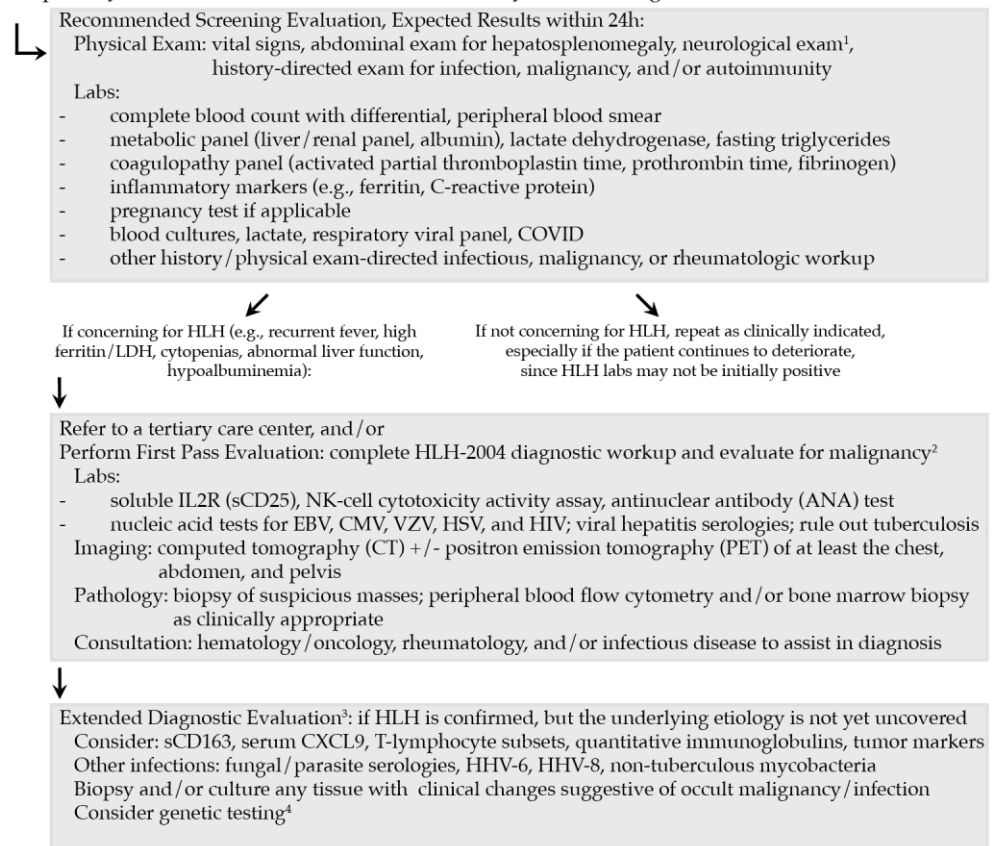 Recommended Screening Evaluation, Expected Results within 24h:
Physical Exam: vital signs, abdominal exam for hepatosplenomegaly, neurological exam¹,
history-directed exam for infection, malignancy, and/or autoimmunity
Labs:
- complete blood count with differential, peripheral blood smear
- metabolic panel (liver/renal panel, albumin), lactate dehydrogenase, fasting triglycerides
- coagulopathy panel (activated partial thromboplastin time, prothrombin time, fibrinogen)
- inflammatory markers (e.g., ferritin, C-reactive protein)
- pregnancy test if applicable
- blood cultures, lactate, respiratory viral panel, COVID
- other history/physical exam-directed infectious, malignancy, or rheumatologic workup
If concerning for HLH (e.g., recurrent fever, high
ferritin/LDH, cytopenias, abnormal liver function,
hypoalbuminemia):
If not concerning for HLH, repeat as clinically indicated,
especially if the patient continues to deteriorate,
since HLH labs may not be initially positive
Refer to a tertiary care center, and/or
Perform First Pass Evaluation: complete HLH-2004 diagnostic workup and evaluate for malignancy²
Labs:
- soluble IL2R (sCD25), NK-cell cytotoxicity activity assay, antinuclear antibody (ANA) test
- nucleic acid tests for EBV, CMV, VZV, HSV, and HIV; viral hepatitis serologies; rule out tuberculosis
Imaging: computed tomography (CT) +/- positron emission tomography (PET) of at least the chest,
abdomen, and pelvis
Pathology: biopsy of suspicious masses; peripheral blood flow cytometry and/or bone marrow biopsy
as clinically appropriate
Consultation: hematology/oncology, rheumatology, and/or infectious disease to assist in diagnosis
Extended Diagnostic Evaluation³: if HLH is confirmed, but the underlying etiology is not yet uncovered
Consider: sCD163, serum CXCL9, T-lymphocyte subsets, quantitative immunoglobulins, tumor markers
Other infections: fungal/parasite serologies, HHV-6, HHV-8, non-tuberculous mycobacteria
Biopsy and/or culture any tissue with clinical changes suggestive of occult malignancy/infection
Consider genetic testing⁴